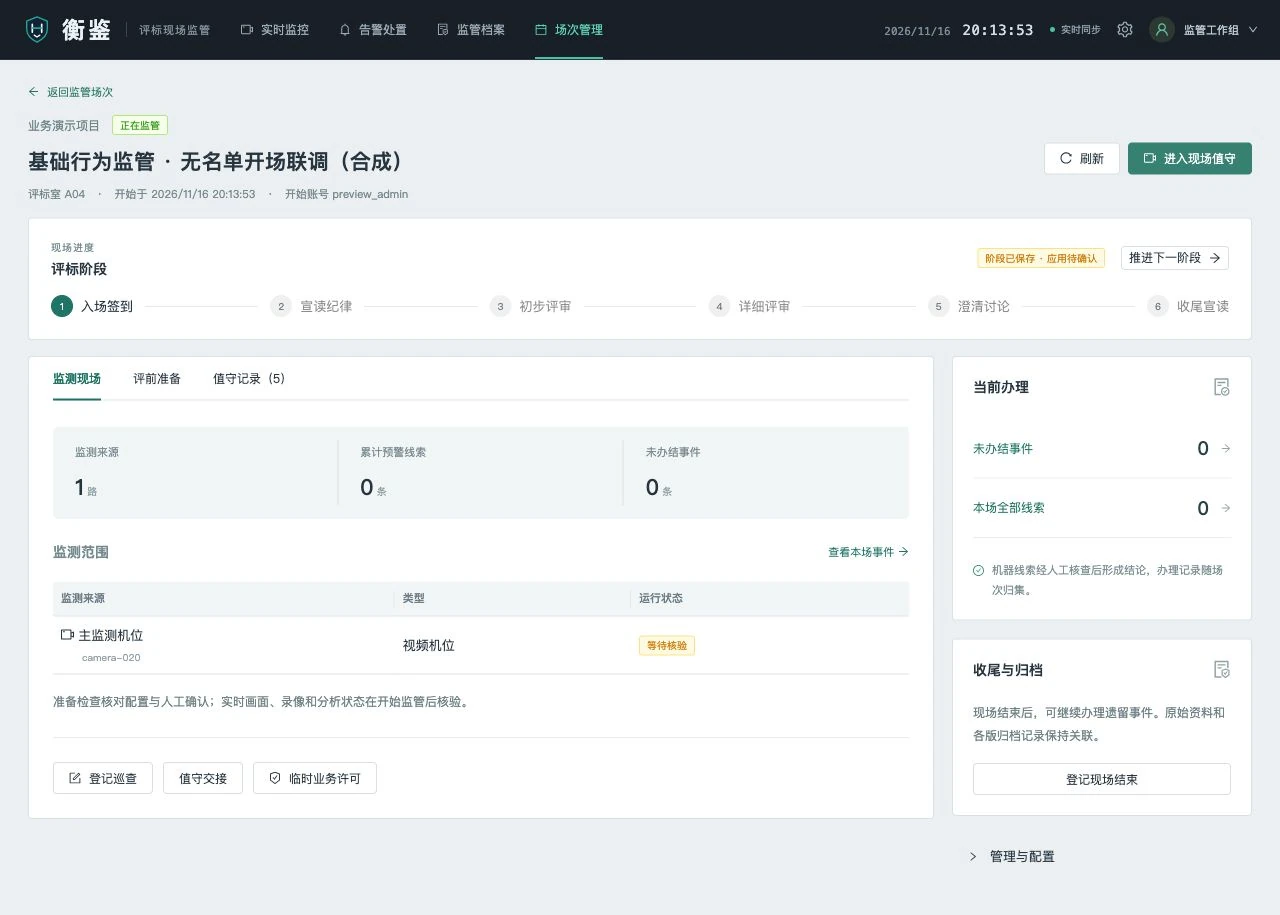 衡鉴 评标现场监管 实时监控 告警处置 监管档案 场次管理 2026/11/16 20:13:53 实时同步 监管工作组
返回监管场次
业务演示项目 正在监管
基础行为监管 · 无名单开场联调（合成）
刷新 进入现场值守
评标室 A04 · 开始于 2026/11/16 20:13:53 · 开始账号 preview_admin
现场进度
评标阶段
阶段已保存 · 应用待确认 推进下一阶段
1 入场签到 2 宣读纪律 3 初步评审 4 详细评审 5 澄清讨论 6 收尾宣读
监测现场 评前准备 值守记录（5）
监测来源 累计预警线索 未办结事件
1 路 0 条 0 条
监测范围 查看本场事件
监测来源 类型 运行状态
主监测机位 视频机位 等待核验
camera-020
准备检查核对配置与人工确认；实时画面、录像和分析状态在开始监管后核验。
登记巡查 值守交接 临时业务许可
当前办理
未办结事件 0
本场全部线索 0
机器线索经人工核查后形成结论，办理记录随场
次归集。
收尾与归档
现场结束后，可继续办理遗留事件。原始资料和
各版归档记录保持关联。
登记现场结束
管理与配置